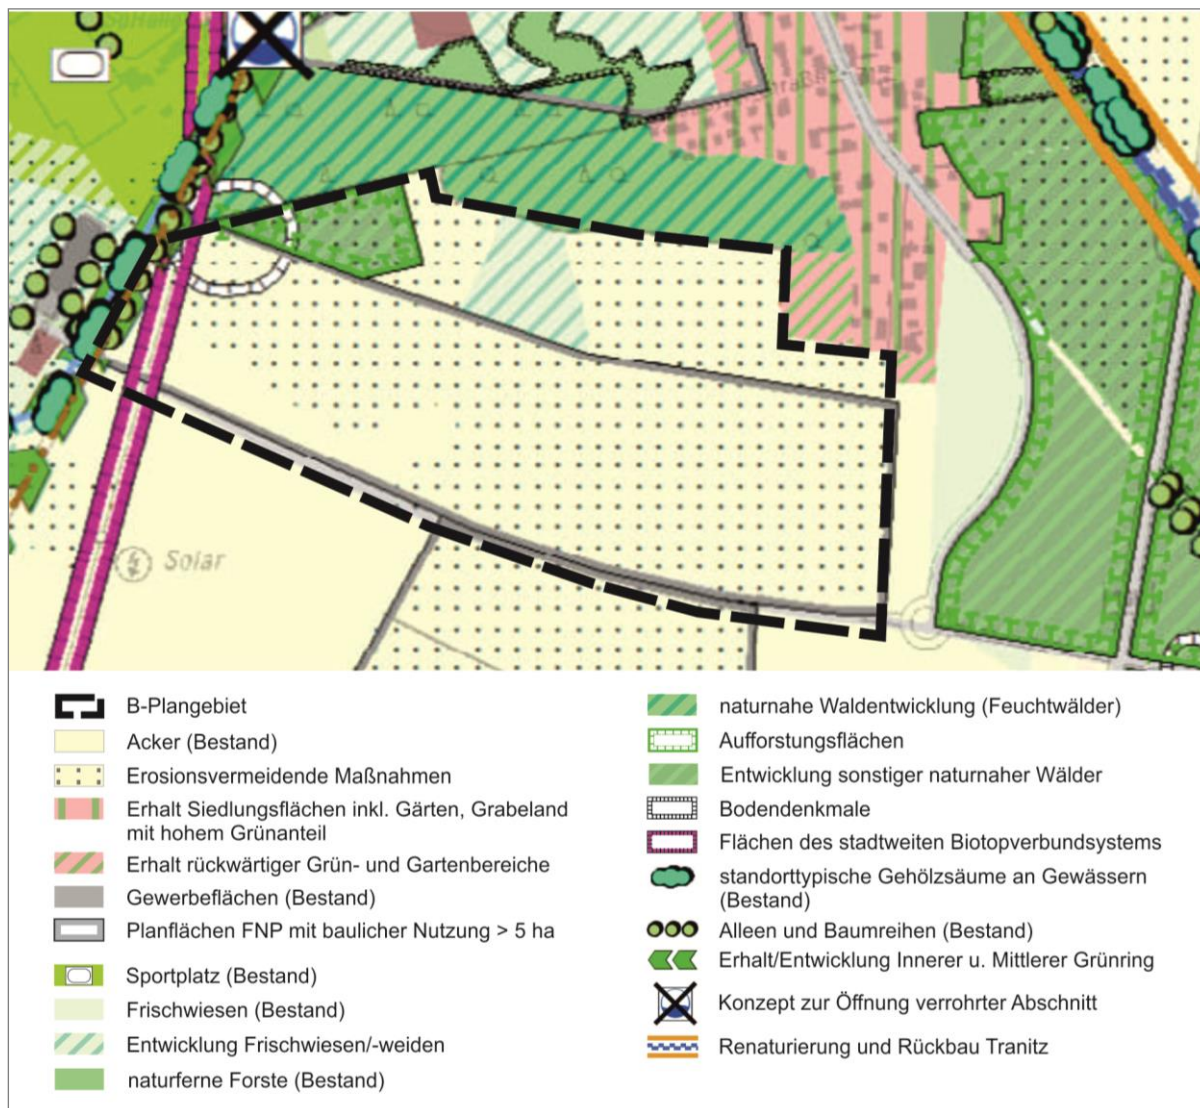 Solar
B-Plangebiet
Acker (Bestand)
Erosionsvermeidende Maßnahmen
Erhalt Siedlungsflächen inkl. Gärten, Grabeland
mit hohem Grünanteil
Erhalt rückwärtiger Grün- und Gartenbereiche
Gewerbeflächen (Bestand)
Planflächen FNP mit baulicher Nutzung > 5 ha
Sportplatz (Bestand)
Frischwiesen (Bestand)
Entwicklung Frischwiesen/-weiden
naturferne Forste (Bestand)
naturnahe Waldentwicklung (Feuchtwälder)
Aufforstungsflächen
Entwicklung sonstiger naturnaher Wälder
Bodendenkmale
Flächen des stadtweiten Biotopverbundsystems
standorttypische Gehölzsäume an Gewässern
(Bestand)
Alleen und Baumreihen (Bestand)
Erhalt/Entwicklung Innerer u. Mittlerer Grünring
Konzept zur Öffnung verrohrter Abschnitt
Renaturierung und Rückbau Tranitz